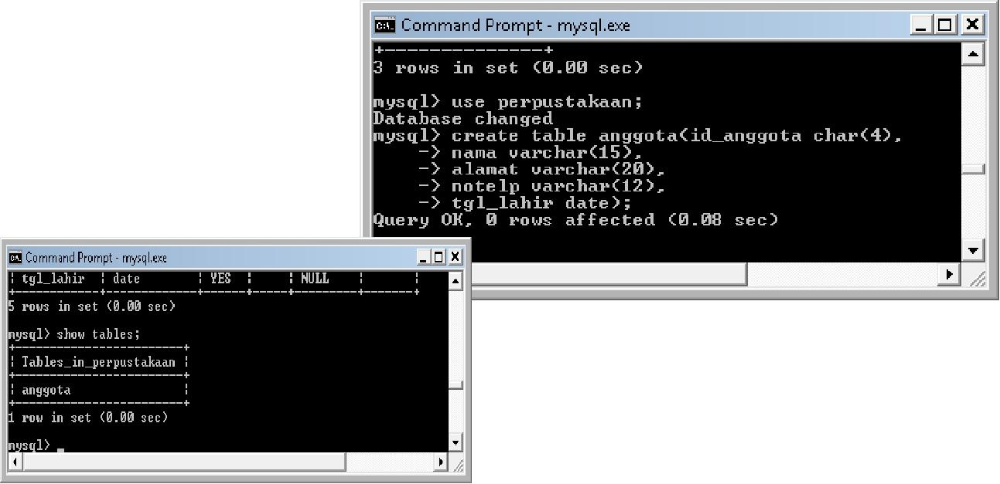 Command Prompt - mysql.exe
+---------------+
3 rows in set (0.00 sec)
mysql> use perpustakaan;
Database changed
mysql> create table anggota(id_anggota char(4),
    -> nama varchar(15),
    -> alamat varchar(20),
    -> notelp varchar(12),
    -> tgl_lahir date);
Query OK, 0 rows affected (0.08 sec)
Command Prompt - mysql.exe
| tgl_lahir | date | YES | | NULL | |
+-----------+-------------+------+-----+---------+-------+
5 rows in set (0.00 sec)
mysql> show tables;
+------------------------+
| Tables_in_perpustakaan |
+------------------------+
| anggota |
+------------------------+
1 row in set (0.00 sec)
mysql> _